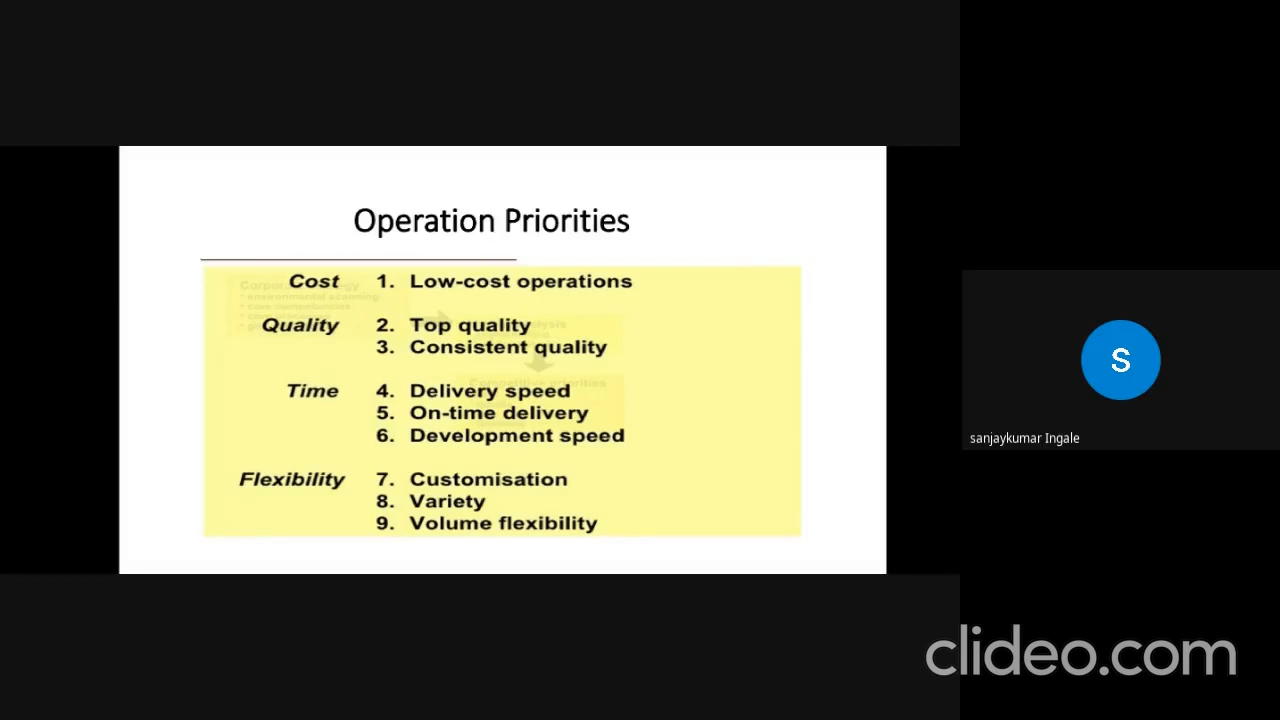 Operation Priorities
Cost 1. Low-cost operations
Quality 2. Top quality
3. Consistent quality
Time 4. Delivery speed
5. On-time delivery
6. Development speed
Flexibility 7. Customisation
8. Variety
9. Volume flexibility
S
sanjaykumar Ingale
clideo.com